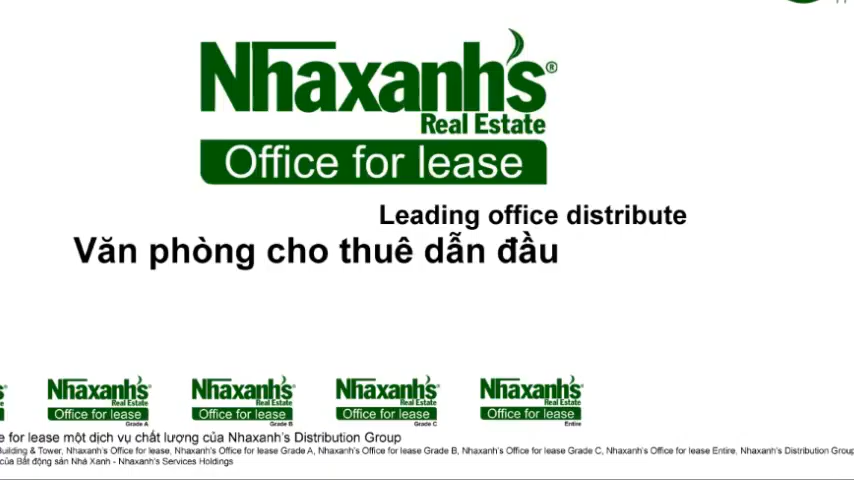 Nhaxanh's®
Real Estate
Office for lease
Leading office distribute
Văn phòng cho thuê dẫn đầu
Nhaxanh's Nhaxanh's Nhaxanh's Nhaxanh's
Real Estate Real Estate Real Estate Real Estate
Office for lease Office for lease Office for lease Office for lease
Grade A Grade B Grade C Entire
e for lease một dịch vụ chất lượng của Nhaxanh's Distribution Group
Building & Tower, Nhaxanh's Office for lease, Nhaxanh's Office for lease Grade A, Nhaxanh's Office for lease Grade B, Nhaxanh's Office for lease Grade C, Nhaxanh's Office for lease Entire, Nhaxanh's Distribution Group
của Bất động sản Nhà Xanh - Nhaxanh's Services Holdings